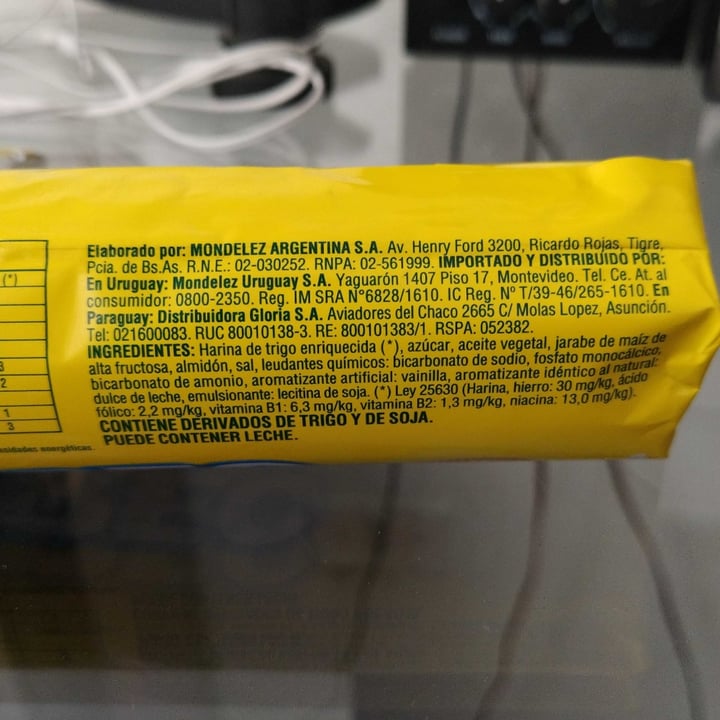 Elaborado por: MONDELEZ ARGENTINA S.A. Av. Henry Ford 3200, Ricardo Rojas, Tigre,
Pcia. de Bs.As. R.N.E.: 02-030252. RNPA: 02-561999. IMPORTADO Y DISTRIBUIDO POR:
En Uruguay: Mondelez Uruguay S.A. Yaguarón 1407 Piso 17, Montevideo. Tel. Ce. At. al
consumidor: 0800-2350. Reg. IM SRA N°6828/1610. IC Reg. N° T/39-46/265-1610. En
Paraguay: Distribuidora Gloria S.A. Aviadores del Chaco 2665 C/ Molas Lopez, Asunción.
Tel: 021600083. RUC 80010138-3. RE: 800101383/1. RSPA: 052382.
INGREDIENTES: Harina de trigo enriquecida (*), azúcar, aceite vegetal, jarabe de maíz de
alta fructosa, almidón, sal, leudantes químicos: bicarbonato de sodio, fosfato monocálcico,
bicarbonato de amonio, aromatizante artificial: vainilla, aromatizante idéntico al natural:
dulce de leche, emulsionante: lecitina de soja. (*) Ley 25630 (Harina, hierro: 30 mg/kg, ácido
fólico: 2,2 mg/kg, vitamina B1: 6,3 mg/kg, vitamina B2: 1,3 mg/kg, niacina: 13,0 mg/kg).
CONTIENE DERIVADOS DE TRIGO Y DE SOJA.
PUEDE CONTENER LECHE.
(*)
3
2
1
3
energéticas.